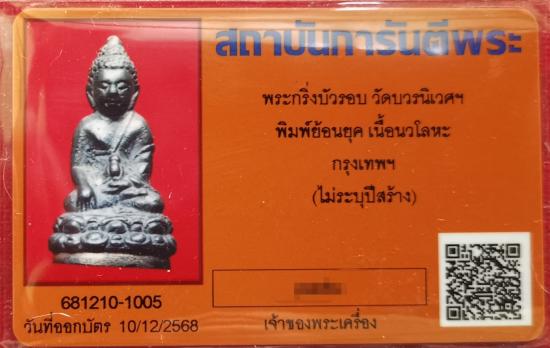 สถาบันการันตีพระ
พระกริ่งบัวรอบ วัดบวรนิเวศฯ
พิมพ์ย้อนยุค เนื้อนวโลหะ
กรุงเทพฯ
(ไม่ระบุปีสร้าง)
681210-1005
วันที่ออกบัตร 10/12/2568
เจ้าของพระเครื่อง